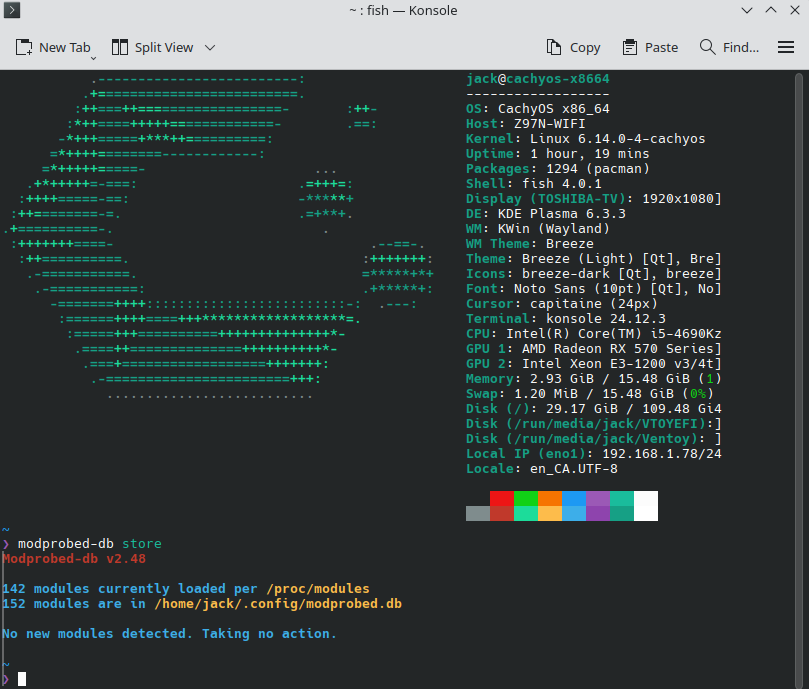 ~ : fish — Konsole
New Tab Split View Copy Paste Find...
jack@cachyos-x8664
------------------
OS: CachyOS x86_64
Host: Z97N-WIFI
Kernel: Linux 6.14.0-4-cachyos
Uptime: 1 hour, 19 mins
Packages: 1294 (pacman)
Shell: fish 4.0.1
Display (TOSHIBA-TV): 1920x1080]
DE: KDE Plasma 6.3.3
WM: KWin (Wayland)
WM Theme: Breeze
Theme: Breeze (Light) [Qt], Bre]
Icons: breeze-dark [Qt], breeze]
Font: Noto Sans (10pt) [Qt], No]
Cursor: capitaine (24px)
Terminal: konsole 24.12.3
CPU: Intel(R) Core(TM) i5-4690Kz
GPU 1: AMD Radeon RX 570 Series]
GPU 2: Intel Xeon E3-1200 v3/4t]
Memory: 2.93 GiB / 15.48 GiB (1)
Swap: 1.20 MiB / 15.48 GiB (0%)
Disk (/): 29.17 GiB / 109.48 Gi4
Disk (/run/media/jack/VTOYEFI):]
Disk (/run/media/jack/Ventoy): ]
Local IP (eno1): 192.168.1.78/24
Locale: en_CA.UTF-8
~
❯ modprobed-db store
Modprobed-db v2.48
142 modules currently loaded per /proc/modules
152 modules are in /home/jack/.config/modprobed.db
No new modules detected. Taking no action.
~
❯